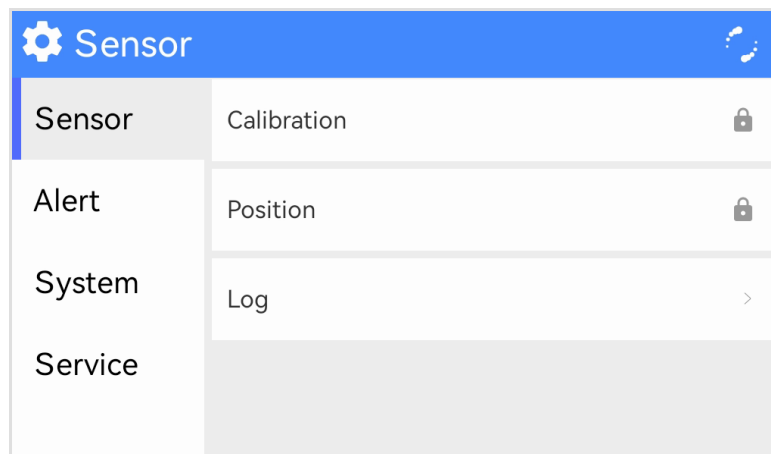 Sensor
Sensor
Alert
System
Service
Calibration
Position
Log